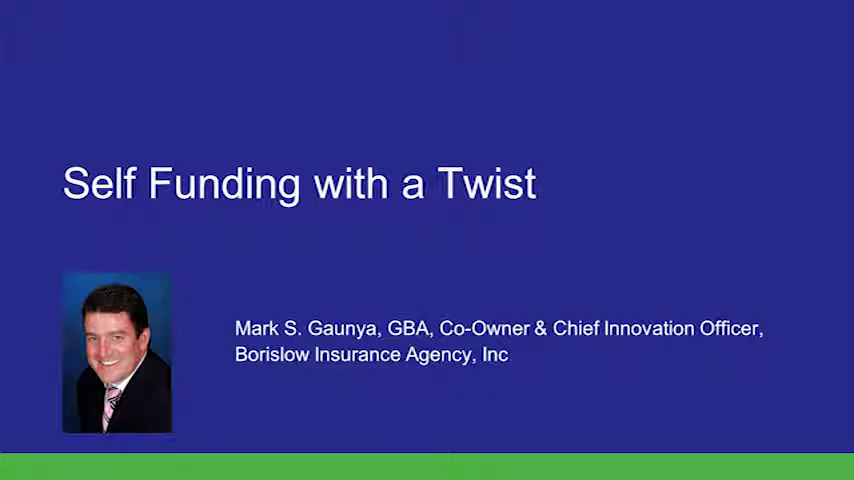 Self Funding with a Twist
Mark S. Gaunya, GBA, Co-Owner & Chief Innovation Officer,
Borislow Insurance Agency, Inc